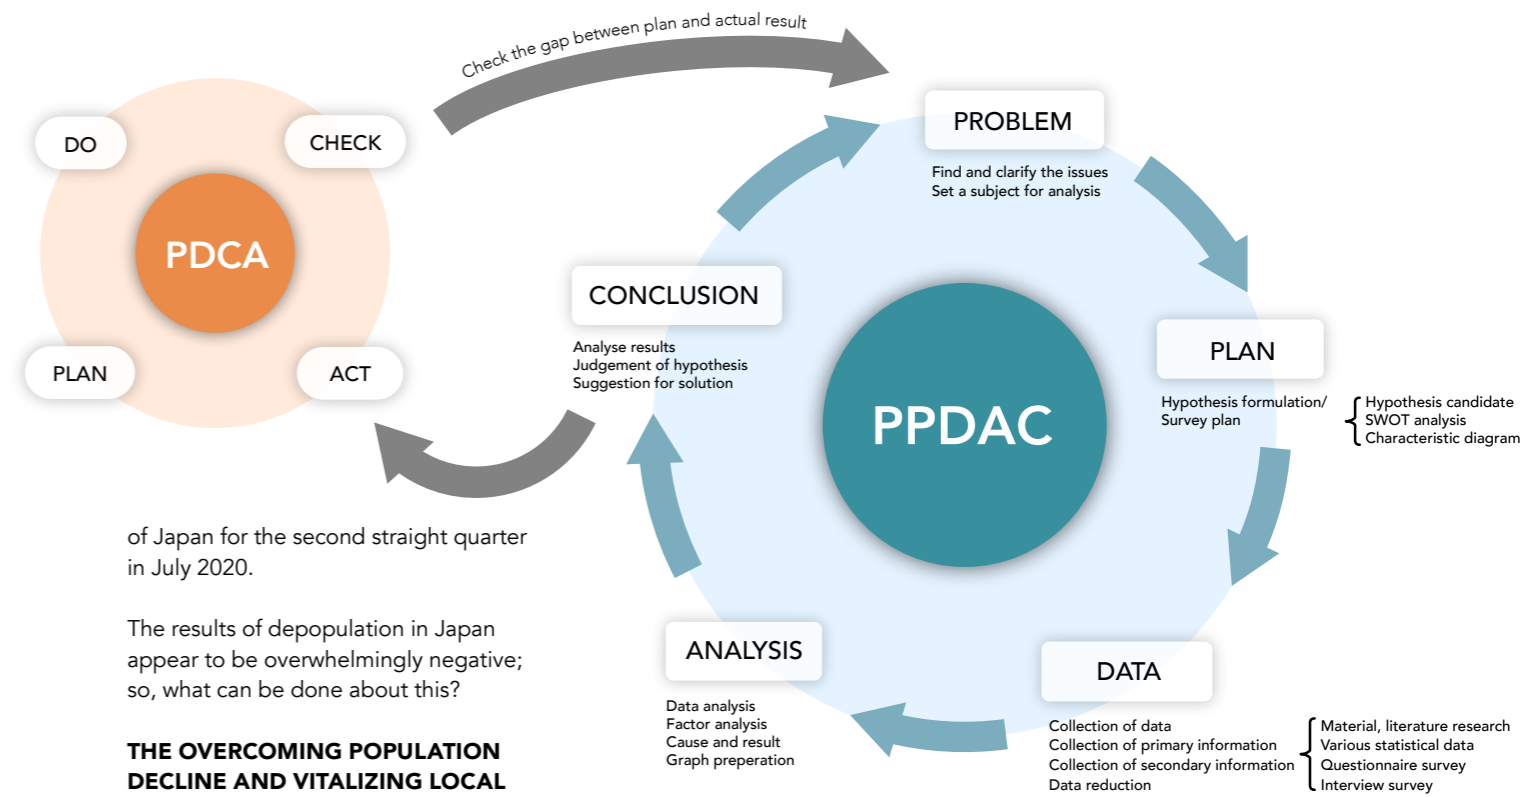 Check the gap between plan and actual result
DO
CHECK
PDCA
PLAN
ACT
PROBLEM
Find and clarify the issues
Set a subject for analysis
CONCLUSION
Analyse results
Judgement of hypothesis
Suggestion for solution
PPDAC
PLAN
Hypothesis formulation/
Survey plan
Hypothesis candidate
SWOT analysis
Characteristic diagram
ANALYSIS
Data analysis
Factor analysis
Cause and result
Graph preperation
DATA
Collection of data
Collection of primary information
Collection of secondary information
Data reduction
Material, literature research
Various statistical data
Questionnaire survey
Interview survey
of Japan for the second straight quarter
in July 2020.
The results of depopulation in Japan
appear to be overwhelmingly negative;
so, what can be done about this?
THE OVERCOMING POPULATION
DECLINE AND VITALIZING LOCAL